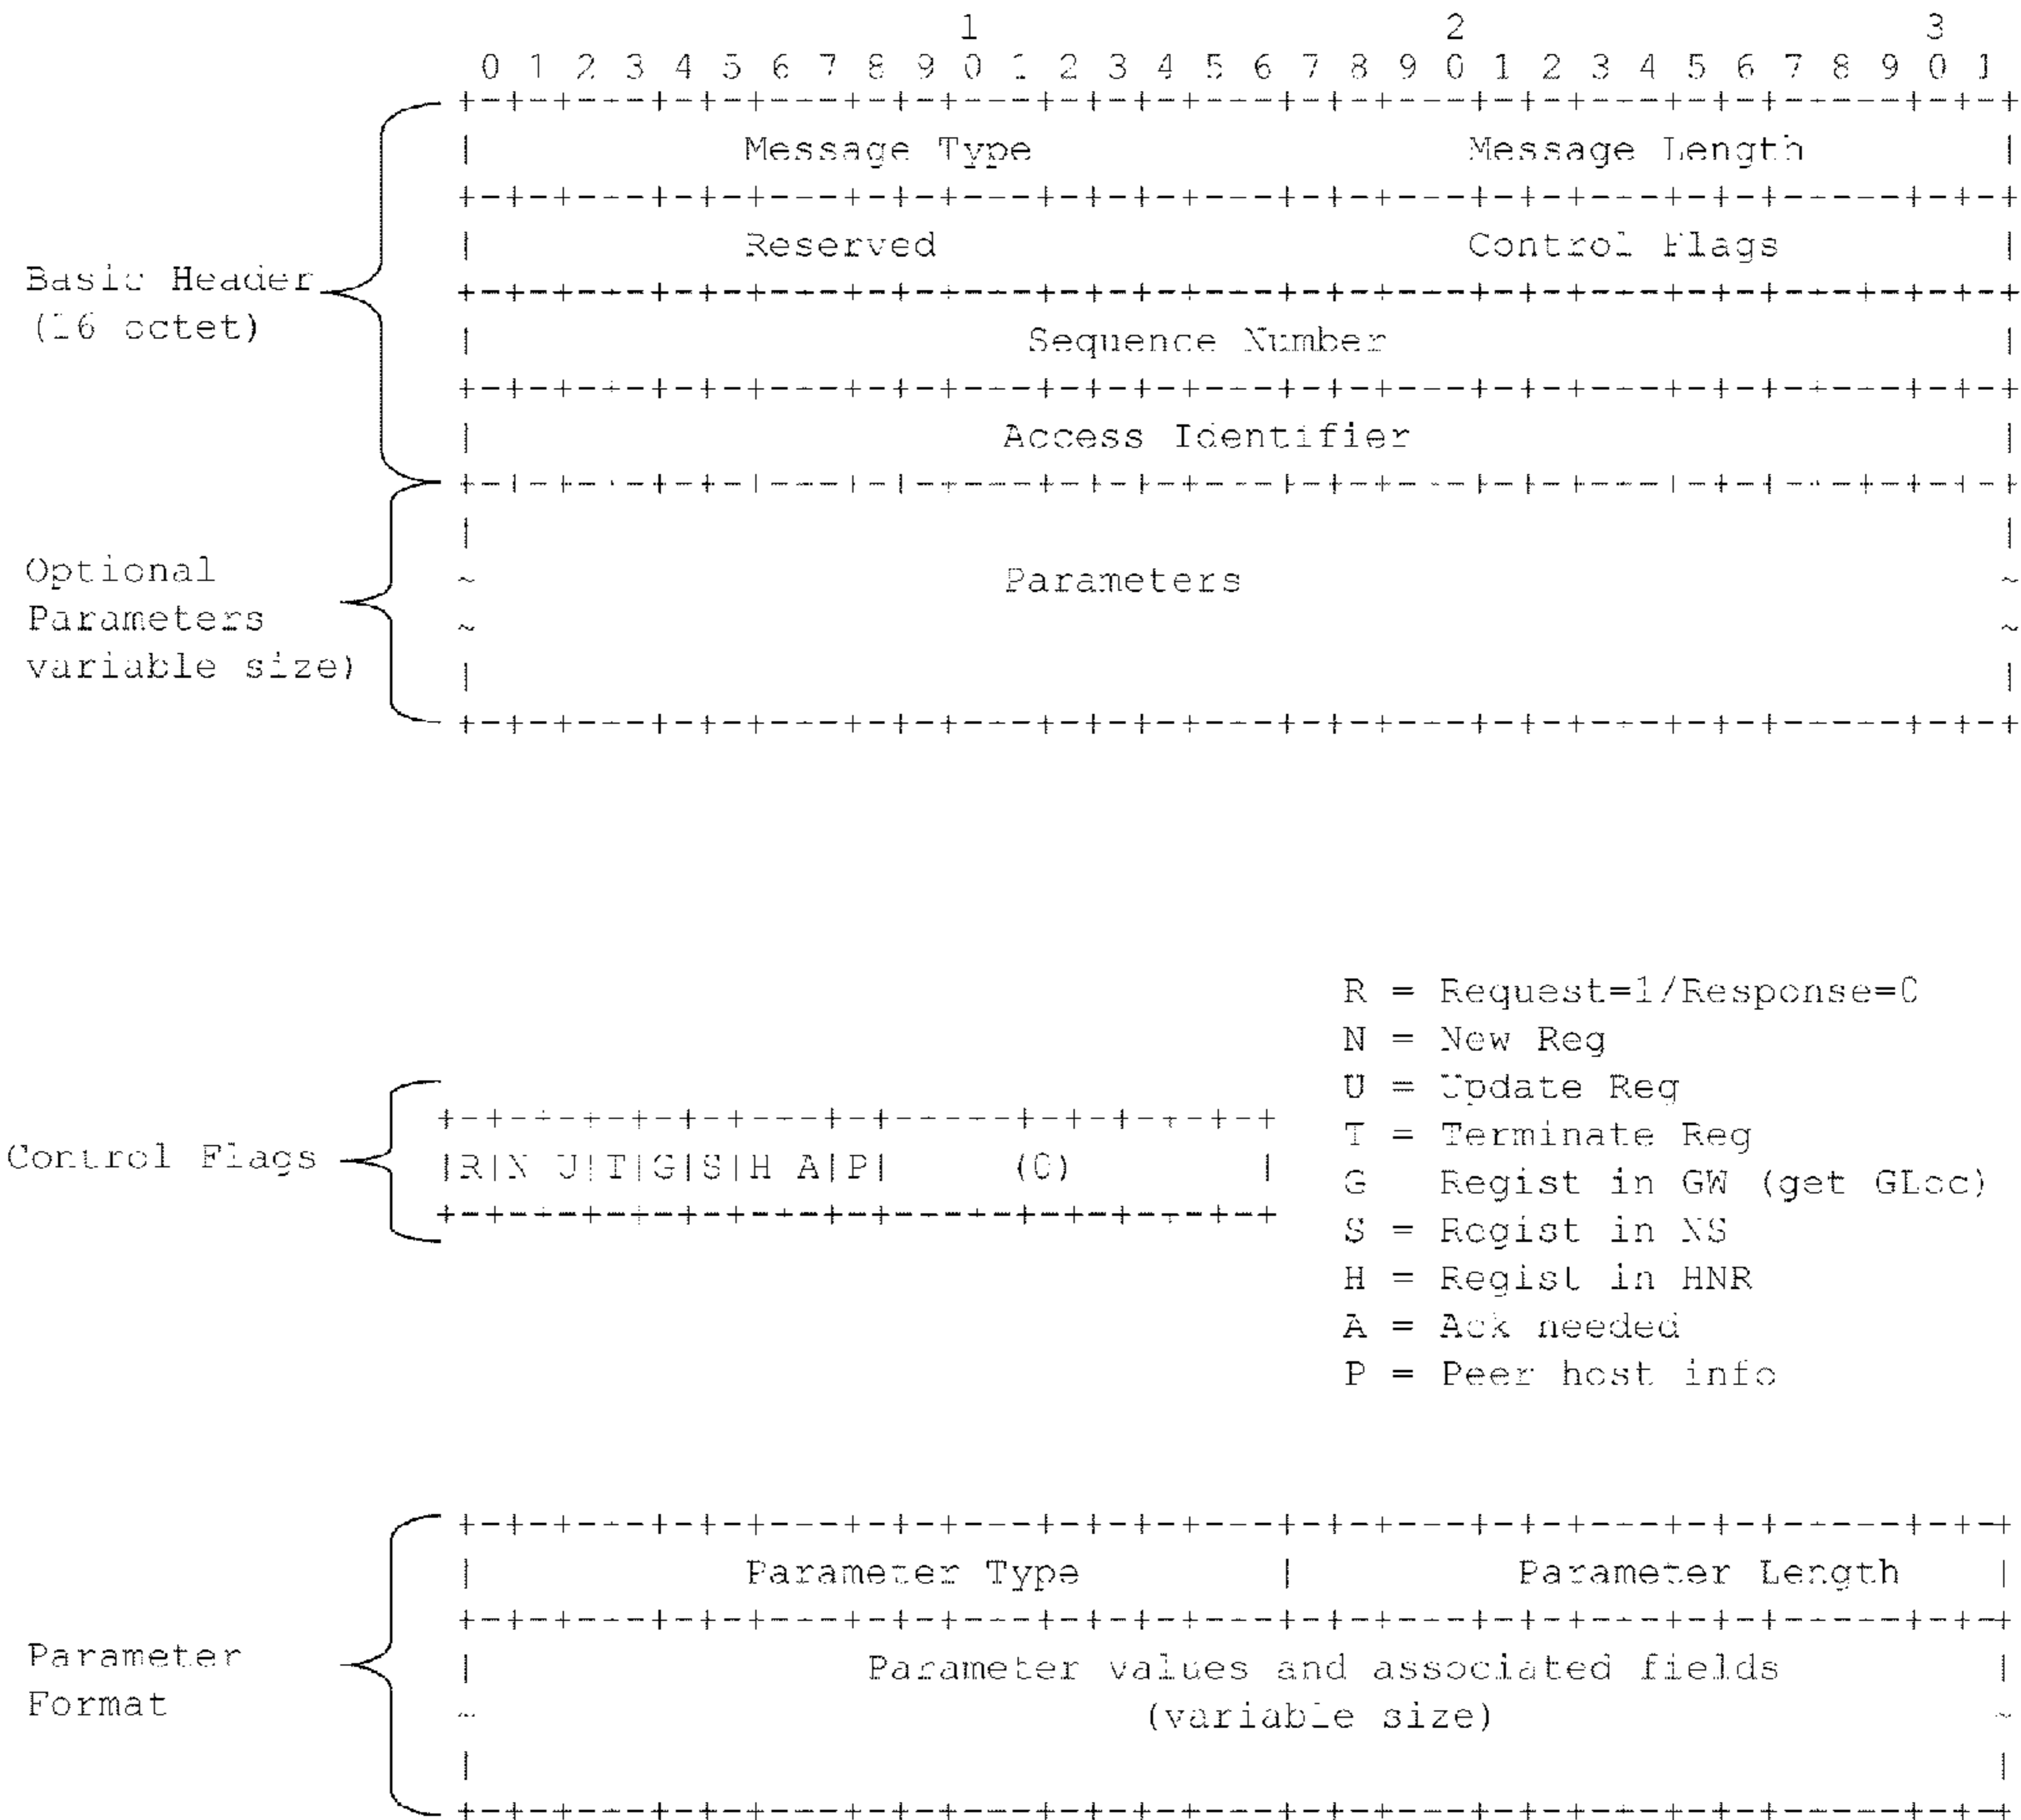 1 2 3
0 1 2 3 4 5 6 7 8 9 0 1 2 3 4 5 6 7 8 9 0 1 2 3 4 5 6 7 8 9 0 1
Message Type Message Length
Reserved Control Flags
Basic Header
(16 octet)
Sequence Number
Access Identifier
Optional
Parameters
variable size)
Parameters
R = Request=1/Response=0
N = New Reg
U = Update Reg
T = Terminate Reg
G Regist in GW (get GLoc)
S = Regist in NS
H = Regist in HNR
A = Ack needed
P = Peer host info
Control Flags
|R|N U|T|G|S|H A|P| (0) |
Parameter Type | Parameter Length |
Parameter
Format
Parameter values and associated fields
(variable size)